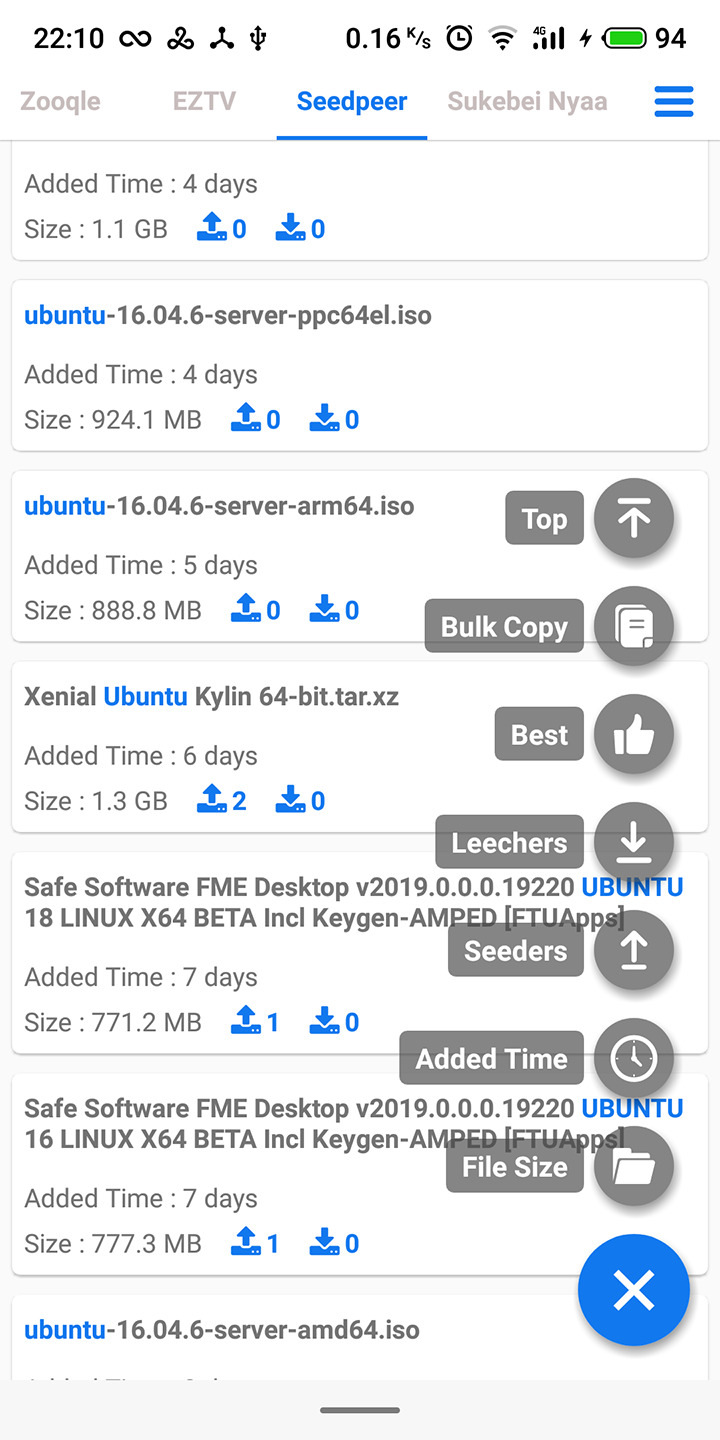 22:10 0.16 K/s 4G 94
Zooqle EZTV Seedpeer Sukebei Nyaa
Added Time : 4 days
Size : 1.1 GB 0 0
ubuntu-16.04.6-server-ppc64el.iso
Added Time : 4 days
Size : 924.1 MB 0 0
ubuntu-16.04.6-server-arm64.iso
Top
Added Time : 5 days
Size : 888.8 MB 0 0
Bulk Copy
Xenial Ubuntu Kylin 64-bit.tar.xz
Best
Added Time : 6 days
Size : 1.3 GB 2 0
Leechers
Safe Software FME Desktop v2019.0.0.0.19220 UBUNTU
18 LINUX X64 BETA Incl Keygen-AMPED [FTUApps]
Seeders
Added Time : 7 days
Size : 771.2 MB 1 0
Added Time
Safe Software FME Desktop v2019.0.0.0.19220 UBUNTU
16 LINUX X64 BETA Incl Keygen-AMPED [FTUApps]
File Size
Added Time : 7 days
Size : 777.3 MB 1 0
ubuntu-16.04.6-server-amd64.iso